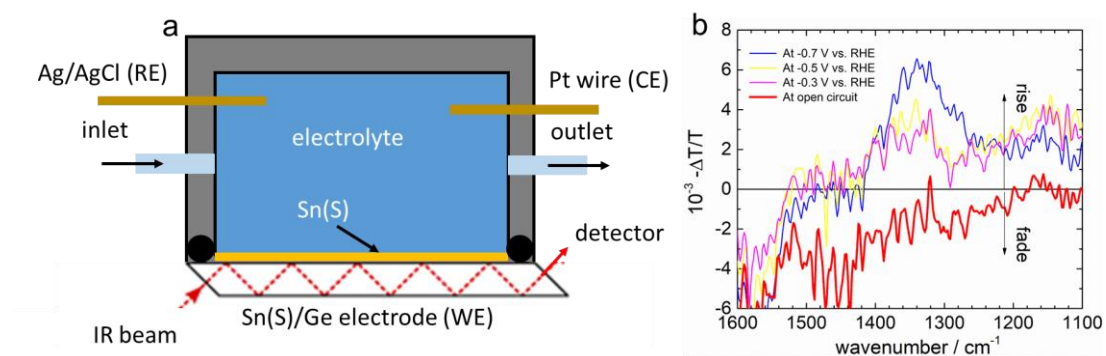 a
Ag/AgCl (RE)
Pt wire (CE)
inlet
outlet
electrolyte
Sn(S)
detector
IR beam
Sn(S)/Ge electrode (WE)
b
At -0.7 V vs. RHE
At -0.5 V vs. RHE
At -0.3 V vs. RHE
At open circuit
rise
fade
10⁻³ -ΔT/T
6
4
2
0
-2
-4
-6
1600 1500 1400 1300 1200 1100
wavenumber / cm⁻¹